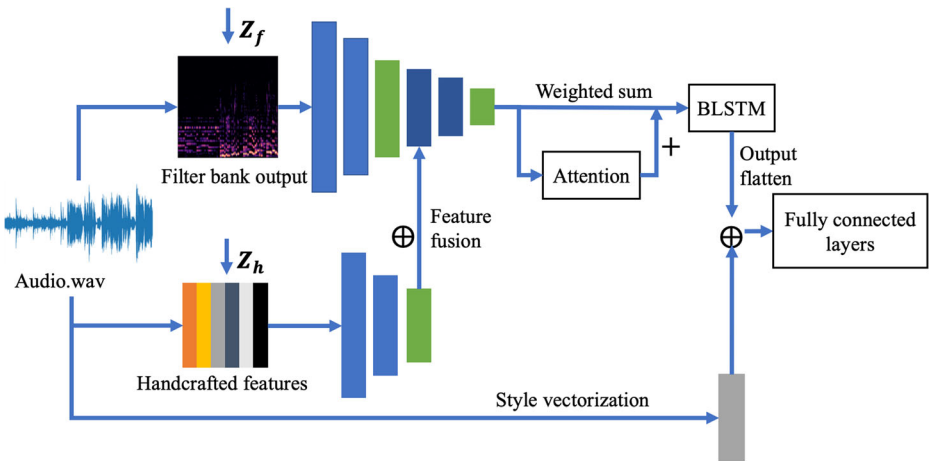 Z_f
Filter bank output
Weighted sum
BLSTM
Attention
+
Output
flatten
Feature
fusion
⊕
⊕
Fully connected
layers
Audio.wav
Z_h
Handcrafted features
Style vectorization